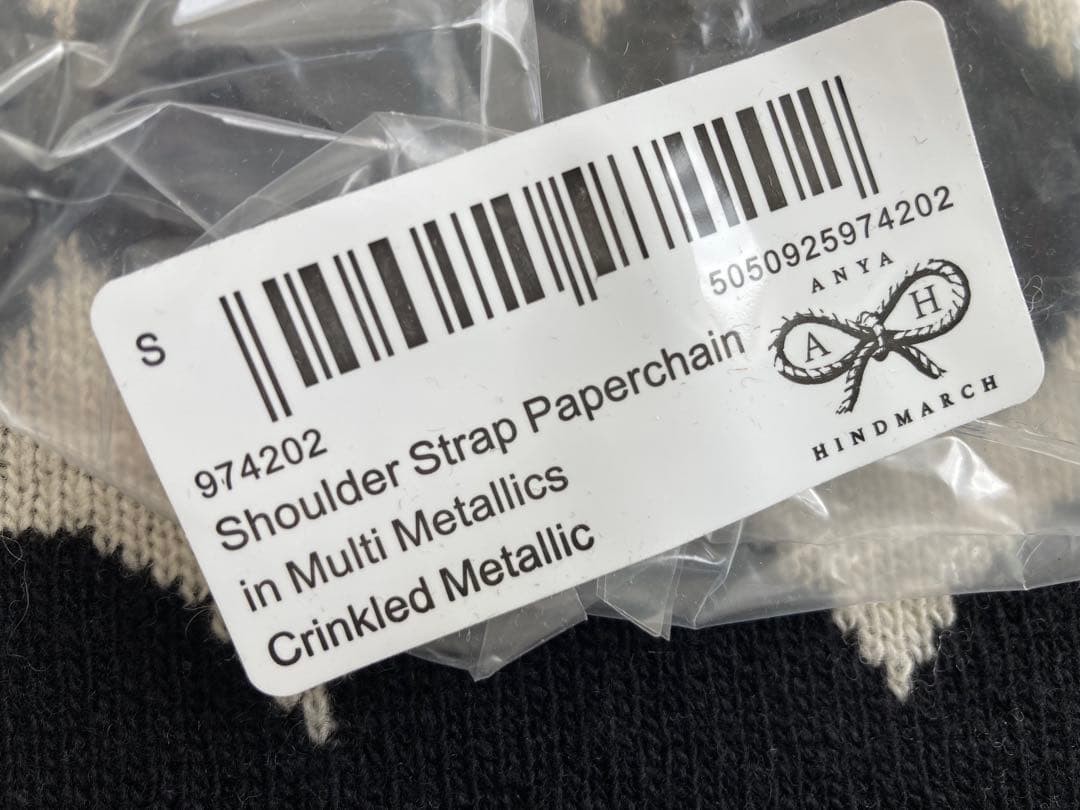 S
5050925974202
974202
Shoulder Strap Paperchain
in Multi Metallics
Crinkled Metallic
ANYA
A H
HINDMARCH